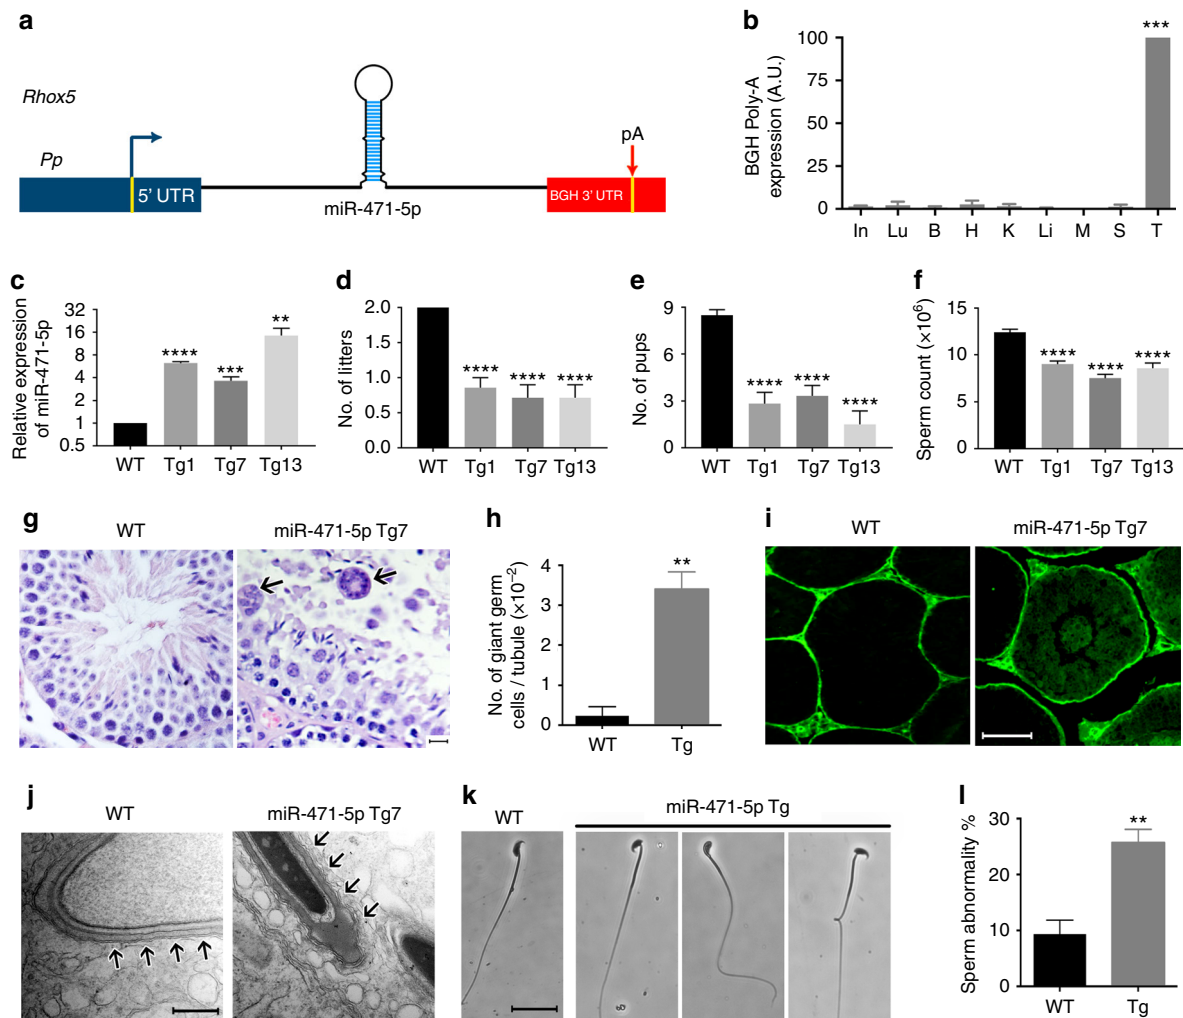 a
Rhox5
Pp
5' UTR
miR-471-5p
BGH 3' UTR
pA
b
BGH Poly-A
expression (A.U.)
100
75
50
25
0
***
In Lu B H K Li M S T
c
Relative expression
of miR-471-5p
32
16
8
4
2
1
0.5
****
***
**
WT Tg1 Tg7 Tg13
d
No. of litters
2.0
1.5
1.0
0.5
0.0
**** **** ****
WT Tg1 Tg7 Tg13
e
No. of pups
9
6
3
0
**** **** ****
WT Tg1 Tg7 Tg13
f
Sperm count (×10⁶)
15
10
5
0
**** **** ****
WT Tg1 Tg7 Tg13
g
WT
miR-471-5p Tg7
h
No. of giant germ
cells / tubule (×10⁻²)
4
3
2
1
0
**
WT Tg
i
WT
miR-471-5p Tg7
j
WT
miR-471-5p Tg7
k
WT
miR-471-5p Tg
l
Sperm abnormality %
30
20
10
0
**
WT Tg